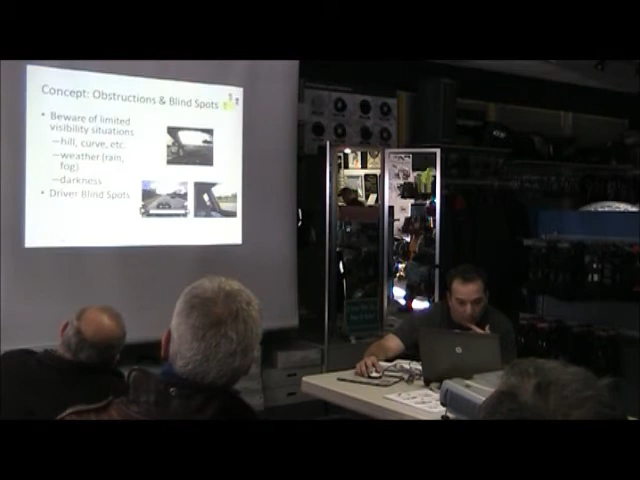 Concept: Obstructions & Blind Spots
• Beware of limited
visibility situations
–hill, curve, etc.
–weather (rain,
fog)
–darkness
• Driver Blind Spots
hp